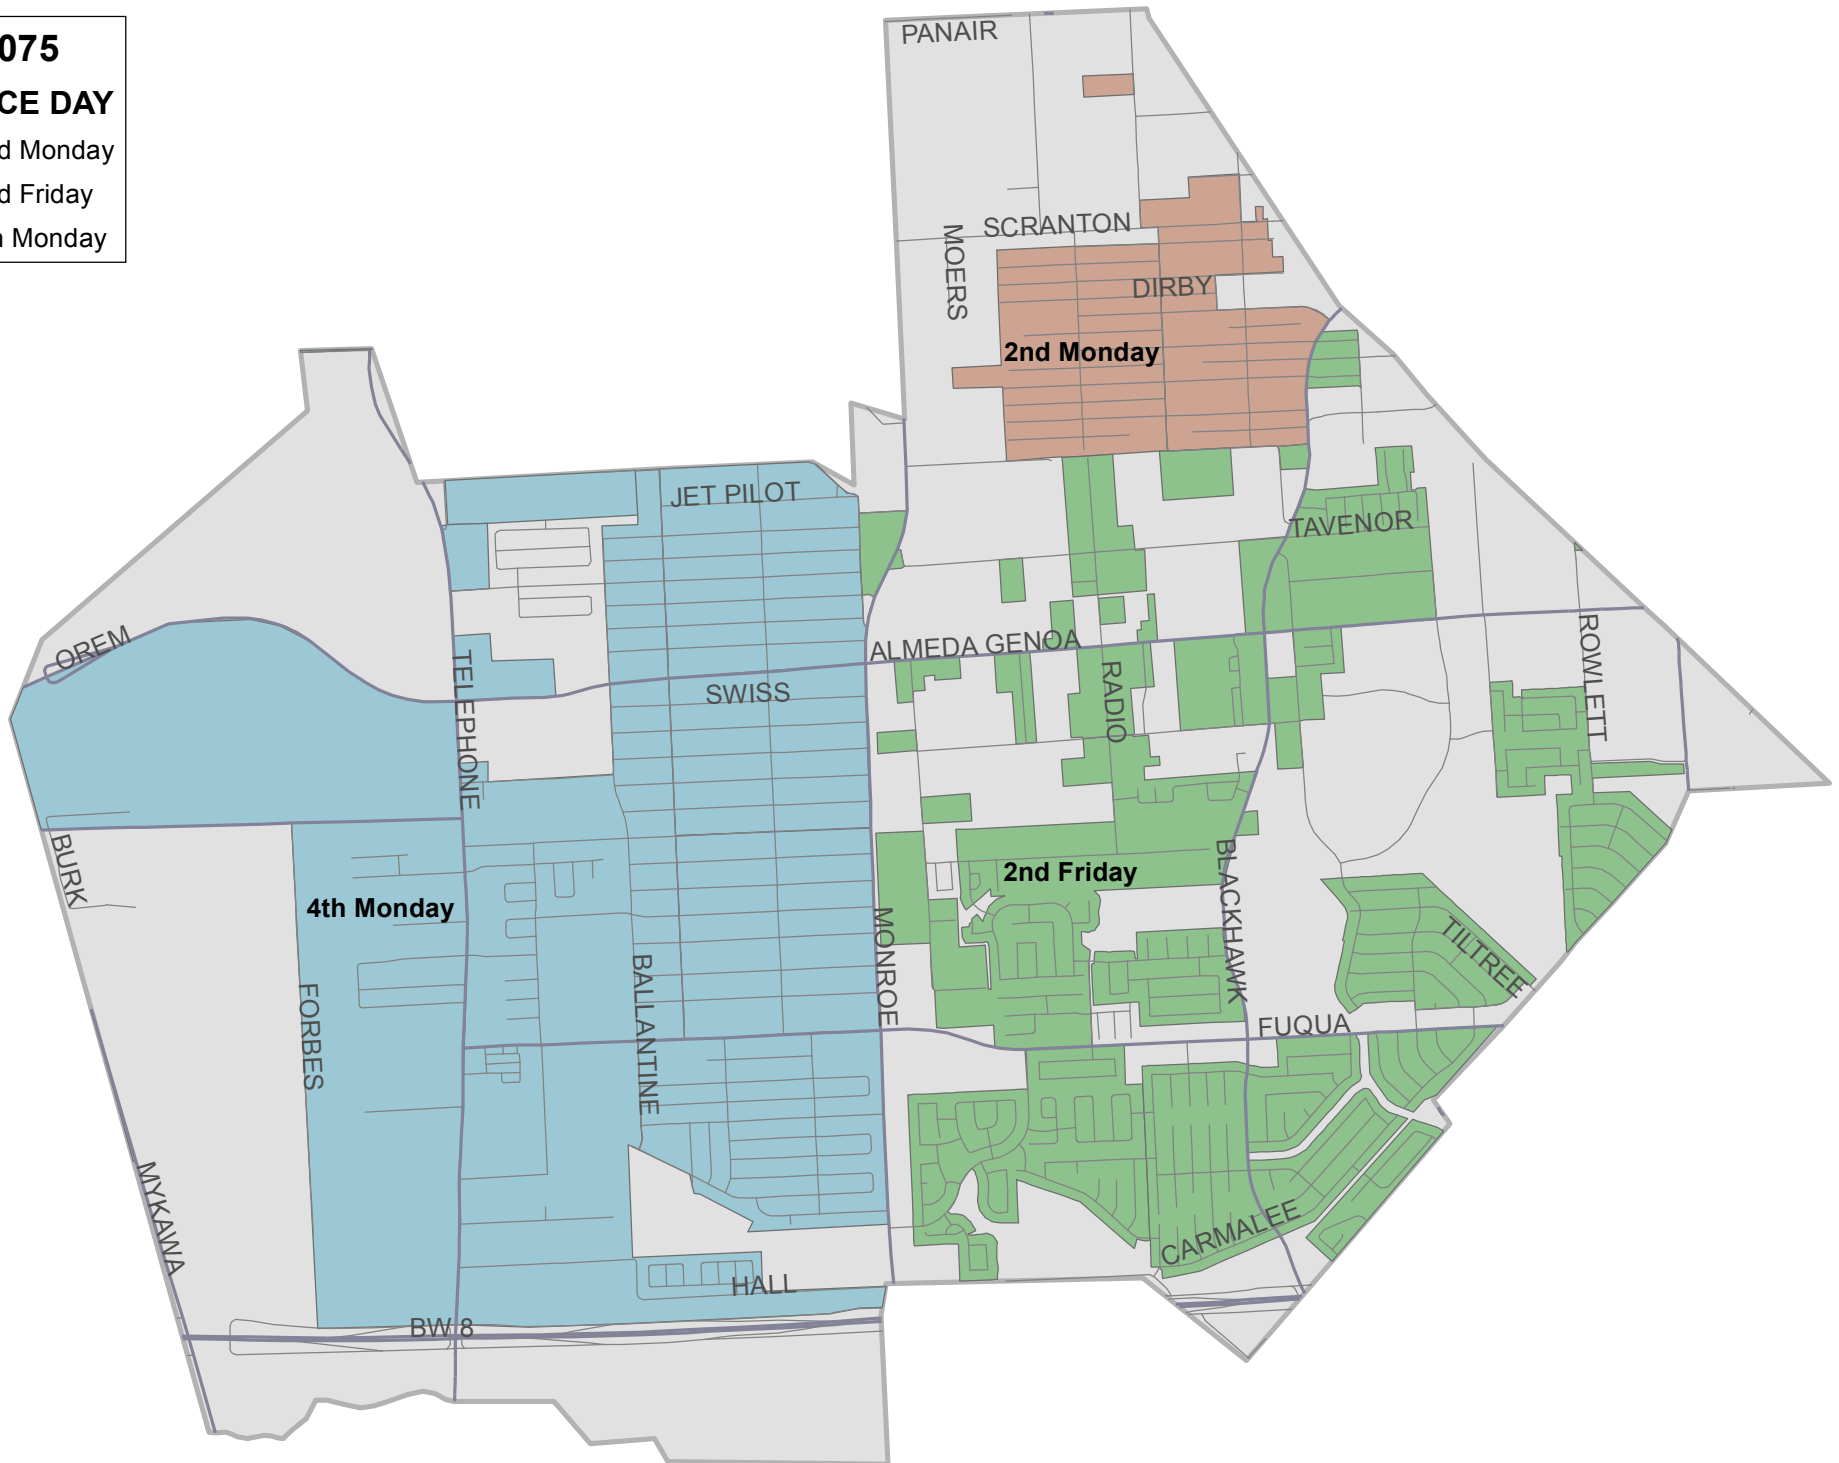 075
CE DAY
d Monday
d Friday
h Monday
PANAIR
SCRANTON
MOERS
DIRBY
2nd Monday
JET PILOT
TAVENOR
OREM
ALMEDA GENOA
ROWLETT
TELEPHONE
SWISS
RADIO
BURK
2nd Friday
BLACKHAWK
4th Monday
MONROE
TILTREE
BALLANTINE
FORBES
FUQUA
MYKAWA
CARMALEE
HALL
BW 8